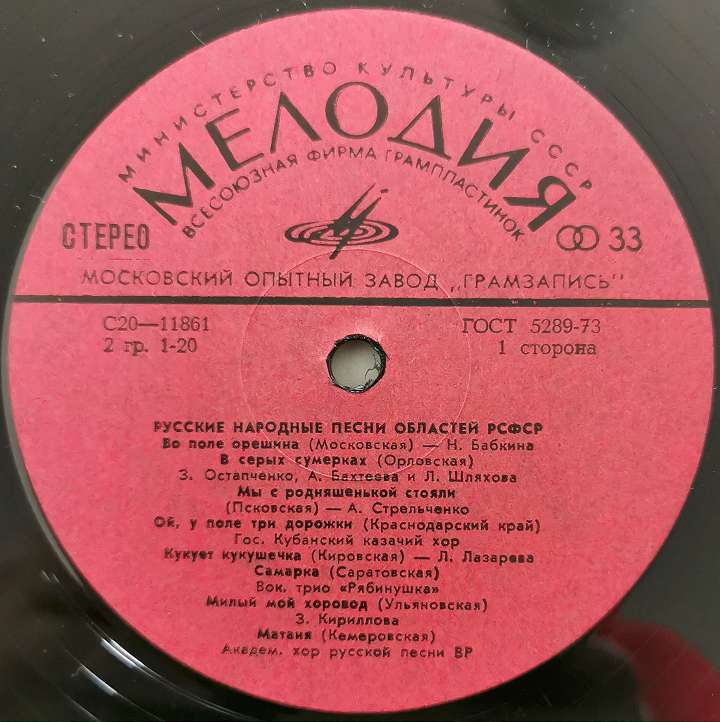 МИНИСТЕРСТВО КУЛЬТУРЫ СССР
МЕЛОДИЯ
ВСЕСОЮЗНАЯ ФИРМА ГРАМПЛАСТИНОК
СТЕРЕО
33
МОСКОВСКИЙ ОПЫТНЫЙ ЗАВОД „ГРАМЗАПИСЬ"
С20—11861
ГОСТ 5289-73
2 гр. 1-20
1 сторона
РУССКИЕ НАРОДНЫЕ ПЕСНИ ОБЛАСТЕЙ РСФСР
Во поле орешина (Московская) — Н. Бабкина
В серых сумерках (Орловская)
З. Остапченко, А. Бахтеева и Л. Шляхова
Мы с родняшенькой стояли
(Псковская) — А. Стрельченко
Ой, у поле три дорожки (Краснодарский край)
Гос. Кубанский казачий хор
Кукует кукушечка (Кировская) — Л. Лазарева
Самарка (Саратовская)
Вок. трио «Рябинушка»
Милый мой хоровод (Ульяновская)
З. Кириллова
Матаня (Кемеровская)
Академ. хор русской песни ВР